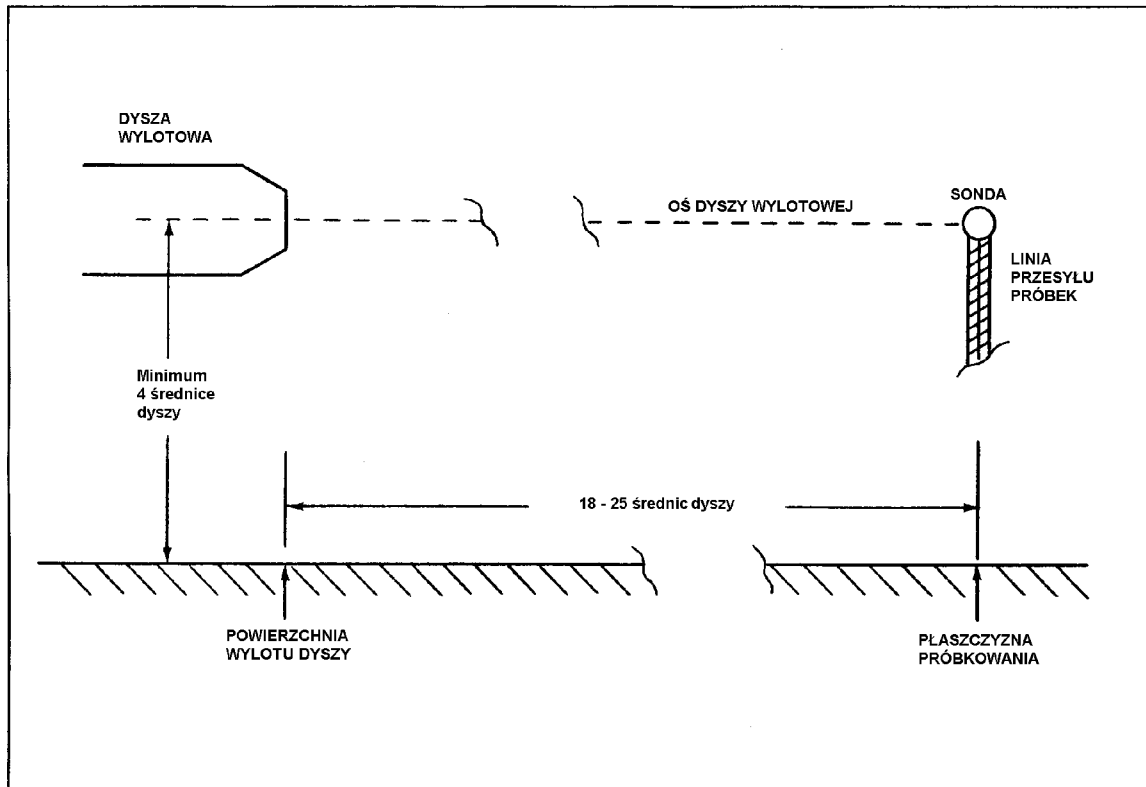 DYSZA
WYLOTOWA
OŚ DYSZY WYLOTOWEJ
SONDA
LINIA
PRZESYŁU
PRÓBEK
Minimum
4 średnice
dyszy
18 - 25 średnic dyszy
POWIERZCHNIA
WYLOTU DYSZY
PŁASZCZYZNA
PRÓBKOWANIA